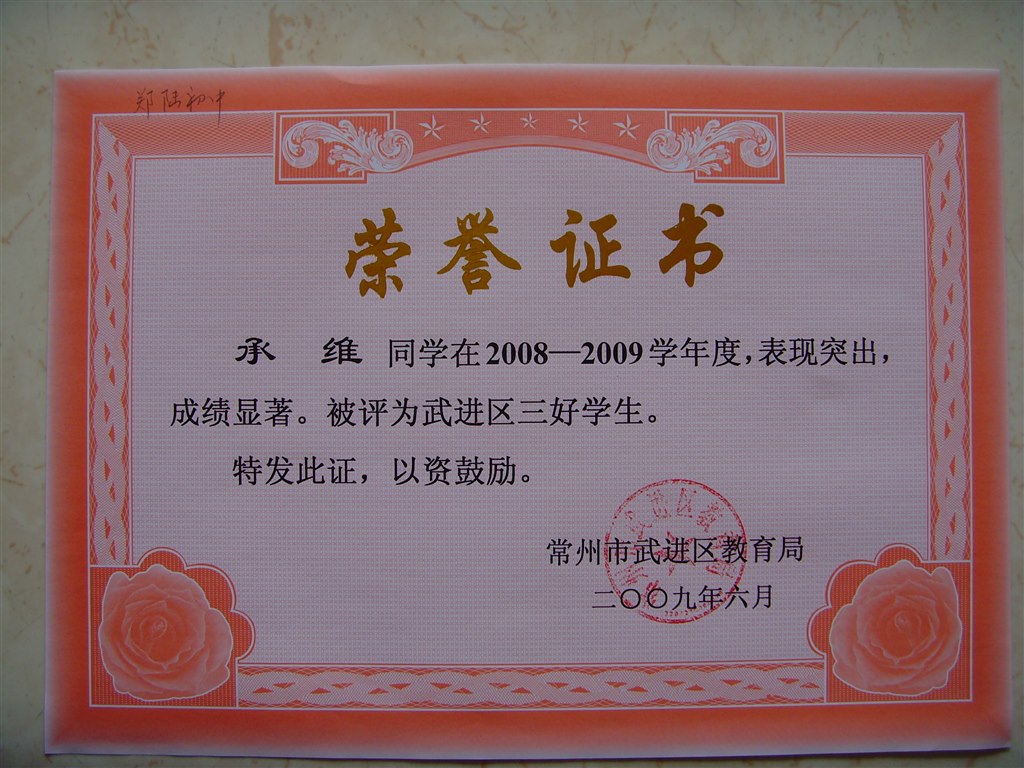 郑陆初中
荣誉证书
承 维 同学在2008—2009学年度，表现突出，
成绩显著。被评为武进区三好学生。
特发此证，以资鼓励。
常州市武进区教育局
二〇〇九年六月